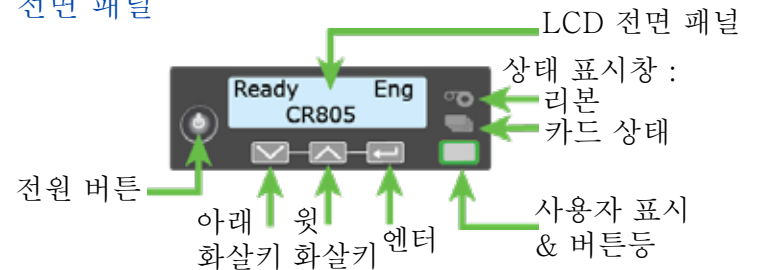 전면 패널
LCD 전면 패널
상태 표시창 :
리본
카드 상태
Ready Eng
CR805
전원 버튼
아래
화살키
윗
화살키
엔터
사용자 표시
& 버튼등